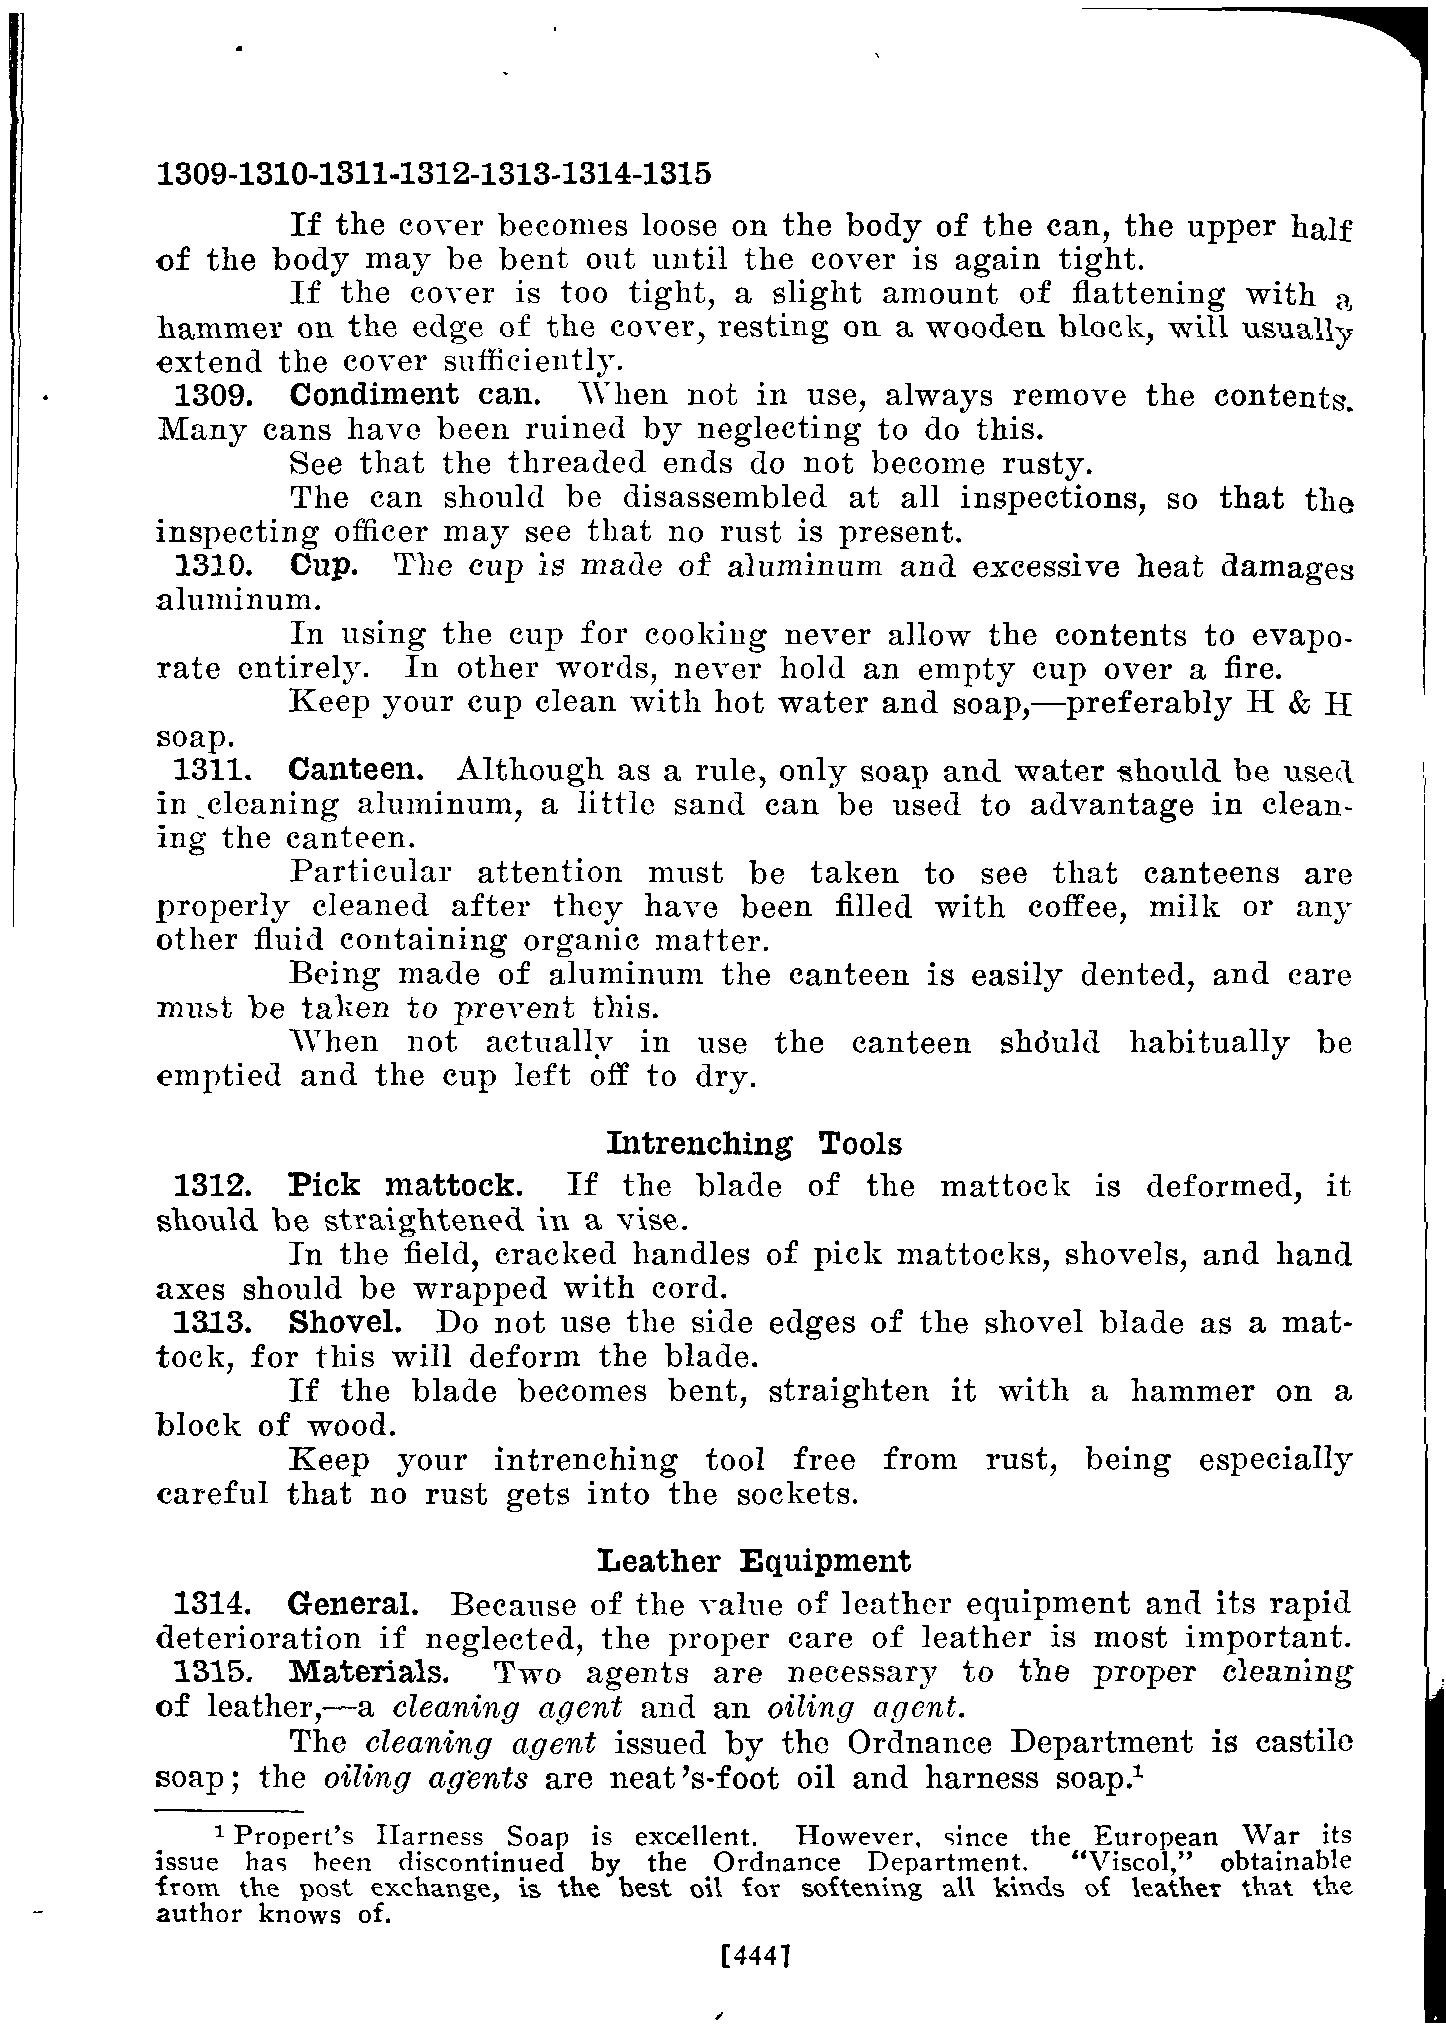 1309-1310-1311-1312-1313-1314-1315
If the cover becomes loose on the body of the can, the upper half
of the body may be bent out until the cover is again tight.
If the cover is too tight, a slight amount of flattening with a
hammer on the edge of the cover, resting on a wooden block, will usually
extend the cover sufficiently.
1309. Condiment can. When not in use, always remove the contents.
Many cans have been ruined by neglecting to do this.
See that the threaded ends do not become rusty.
The can should be disassembled at all inspections, so that the
inspecting officer may see that no rust is present.
1310. Cup. The cup is made of aluminum and excessive heat damages
aluminum.
In using the cup for cooking never allow the contents to evapo-
rate entirely. In other words, never hold an empty cup over a fire.
Keep your cup clean with hot water and soap,—preferably H & H
soap.
1311. Canteen. Although as a rule, only soap and water should be used
in cleaning aluminum, a little sand can be used to advantage in clean-
ing the canteen.
Particular attention must be taken to see that canteens are
properly cleaned after they have been filled with coffee, milk or any
other fluid containing organic matter.
Being made of aluminum the canteen is easily dented, and care
must be taken to prevent this.
When not actually in use the canteen should habitually be
emptied and the cup left off to dry.
Intrenching Tools
1312. Pick mattock. If the blade of the mattock is deformed, it
should be straightened in a vise.
In the field, cracked handles of pick mattocks, shovels, and hand
axes should be wrapped with cord.
1313. Shovel. Do not use the side edges of the shovel blade as a mat-
tock, for this will deform the blade.
If the blade becomes bent, straighten it with a hammer on a
block of wood.
Keep your intrenching tool free from rust, being especially
careful that no rust gets into the sockets.
Leather Equipment
1314. General. Because of the value of leather equipment and its rapid
deterioration if neglected, the proper care of leather is most important.
1315. Materials. Two agents are necessary to the proper cleaning
of leather,—a cleaning agent and an oiling agent.
The cleaning agent issued by the Ordnance Department is castile
soap; the oiling agents are neat's-foot oil and harness soap.¹
¹ Propert's Harness Soap is excellent. However, since the European War its
issue has been discontinued by the Ordnance Department. "Viscol," obtainable
from the post exchange, is the best oil for softening all kinds of leather that the
author knows of.
[444]